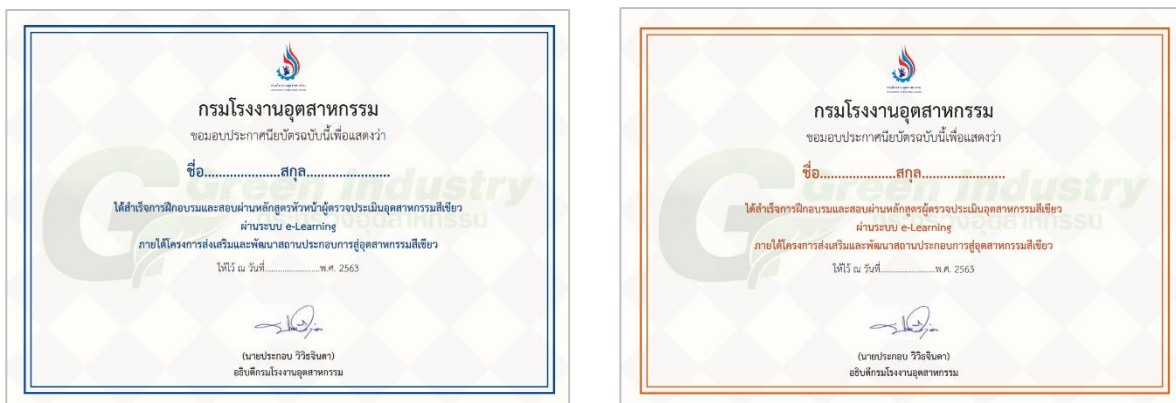 กรมโรงงานอุตสาหกรรม
ขอมอบประกาศนียบัตรฉบับนี้เพื่อแสดงว่า
ชื่อ.....................สกุล.......................
ได้สำเร็จการฝึกอบรมและสอบผ่านหลักสูตรหัวหน้าผู้ตรวจประเมินอุตสาหกรรมสีเขียว
ผ่านระบบ e-Learning
ภายใต้โครงการส่งเสริมและพัฒนาสถานประกอบการสู่อุตสาหกรรมสีเขียว
ให้ไว้ ณ วันที่........................พ.ศ. 2563
(นายประกอบ วิวิธจินดา)
อธิบดีกรมโรงงานอุตสาหกรรม
Green Industry
กรมโรงงานอุตสาหกรรม
ขอมอบประกาศนียบัตรฉบับนี้เพื่อแสดงว่า
ชื่อ.....................สกุล.......................
ได้สำเร็จการฝึกอบรมและสอบผ่านหลักสูตรผู้ตรวจประเมินอุตสาหกรรมสีเขียว
ผ่านระบบ e-Learning
ภายใต้โครงการส่งเสริมและพัฒนาสถานประกอบการสู่อุตสาหกรรมสีเขียว
ให้ไว้ ณ วันที่........................พ.ศ. 2563
(นายประกอบ วิวิธจินดา)
อธิบดีกรมโรงงานอุตสาหกรรม
Green Industry